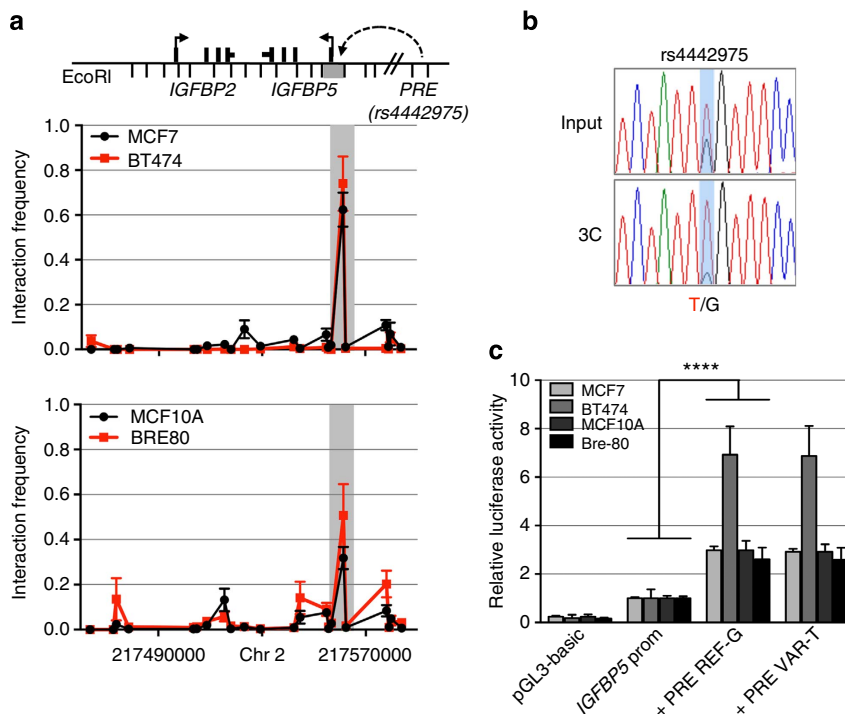 a
EcoRI
IGFBP2
IGFBP5
PRE
(rs4442975)
Interaction frequency
1.0
0.8
0.6
0.4
0.2
0.0
MCF7
BT474
Interaction frequency
1.0
0.8
0.6
0.4
0.2
0.0
MCF10A
BRE80
217490000
Chr 2
217570000
b
rs4442975
Input
3C
T/G
c
****
Relative luciferase activity
10
8
6
4
2
0
MCF7
BT474
MCF10A
Bre-80
pGL3-basic
IGFBP5 prom
+ PRE REF-G
+ PRE VAR-T